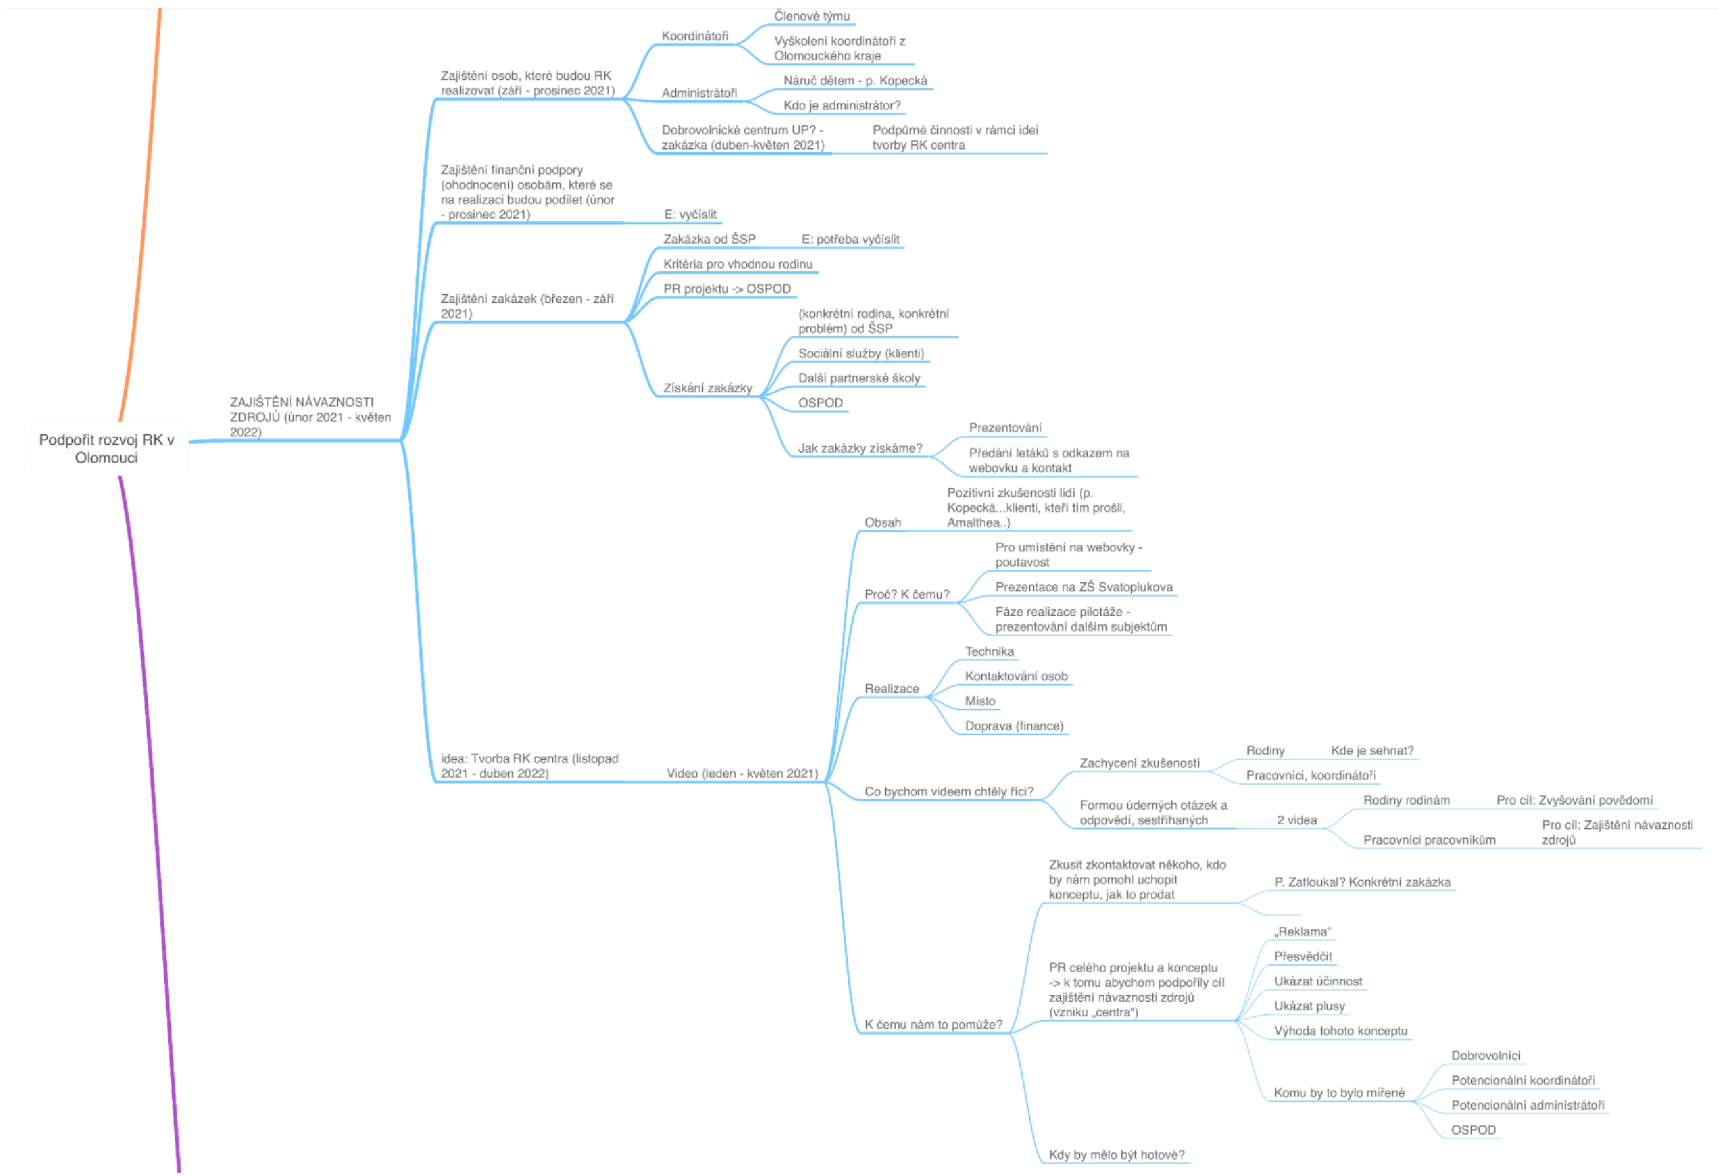 Podpořit rozvoj RK v
Olomouci
ZAJIŠTĚNÍ NÁVAZNOSTI
ZDROJŮ (únor 2021 - květen
2022)
Zajištění osob, které budou RK
realizovat (září - prosinec 2021)
Koordinátoři
Členové týmu
Vyškolení koordinátoři z
Olomouckého kraje
Administrátoři
Náruč dětem - p. Kopecká
Kdo je administrátor?
Dobrovolnické centrum UP? -
zakázka (duben-květen 2021)
Podpůrné činnosti v rámci idei
tvorby RK centra
Zajištění finanční podpory
(ohodnocení) osobám, které se
na realizaci budou podílet (únor
- prosinec 2021)
E: vyčíslit
Zajištění zakázek (březen - září
2021)
Zakázka od ŠSP
E: potřeba vyčíslit
Kritéria pro vhodnou rodinu
PR projektu -> OSPOD
Získání zakázky
(konkrétní rodina, konkrétní
problém) od ŠSP
Sociální služby (klienti)
Další partnerské školy
OSPOD
Jak zakázky získáme?
Prezentování
Předání letáků s odkazem na
webovku a kontakt
idea: Tvorba RK centra (listopad
2021 - duben 2022)
Video (leden - květen 2021)
Obsah
Pozitivní zkušenosti lidí (p.
Kopecká...klienti, kteří tím prošli,
Amalthea..)
Proč? K čemu?
Pro umístění na webovky -
poutavost
Prezentace na ZŠ Svatoplukova
Fáze realizace pilotáže -
prezentování dalším subjektům
Realizace
Technika
Kontaktování osob
Místo
Doprava (finance)
Co bychom videem chtěly říci?
Zachycení zkušeností
Rodiny
Kde je sehnat?
Pracovníci, koordinátoři
Formou úderných otázek a
odpovědí, sestříhaných
2 videa
Rodiny rodinám
Pro cíl: Zvyšování povědomí
Pracovníci pracovníkům
Pro cíl: Zajištění návaznosti
zdrojů
K čemu nám to pomůže?
Zkusit zkontaktovat někoho, kdo
by nám pomohl uchopit
konceptu, jak to prodat
P. Zatloukal? Konkrétní zakázka
PR celého projektu a konceptu
-> k tomu abychom podpořily cíl
zajištění návaznosti zdrojů
(vzniku „centra“)
„Reklama“
Přesvědčit
Ukázat účinnost
Ukázat plusy
Výhoda tohoto konceptu
Komu by to bylo mířené
Dobrovolníci
Potencionální koordinátoři
Potencionální administrátoři
OSPOD
Kdy by mělo být hotové?